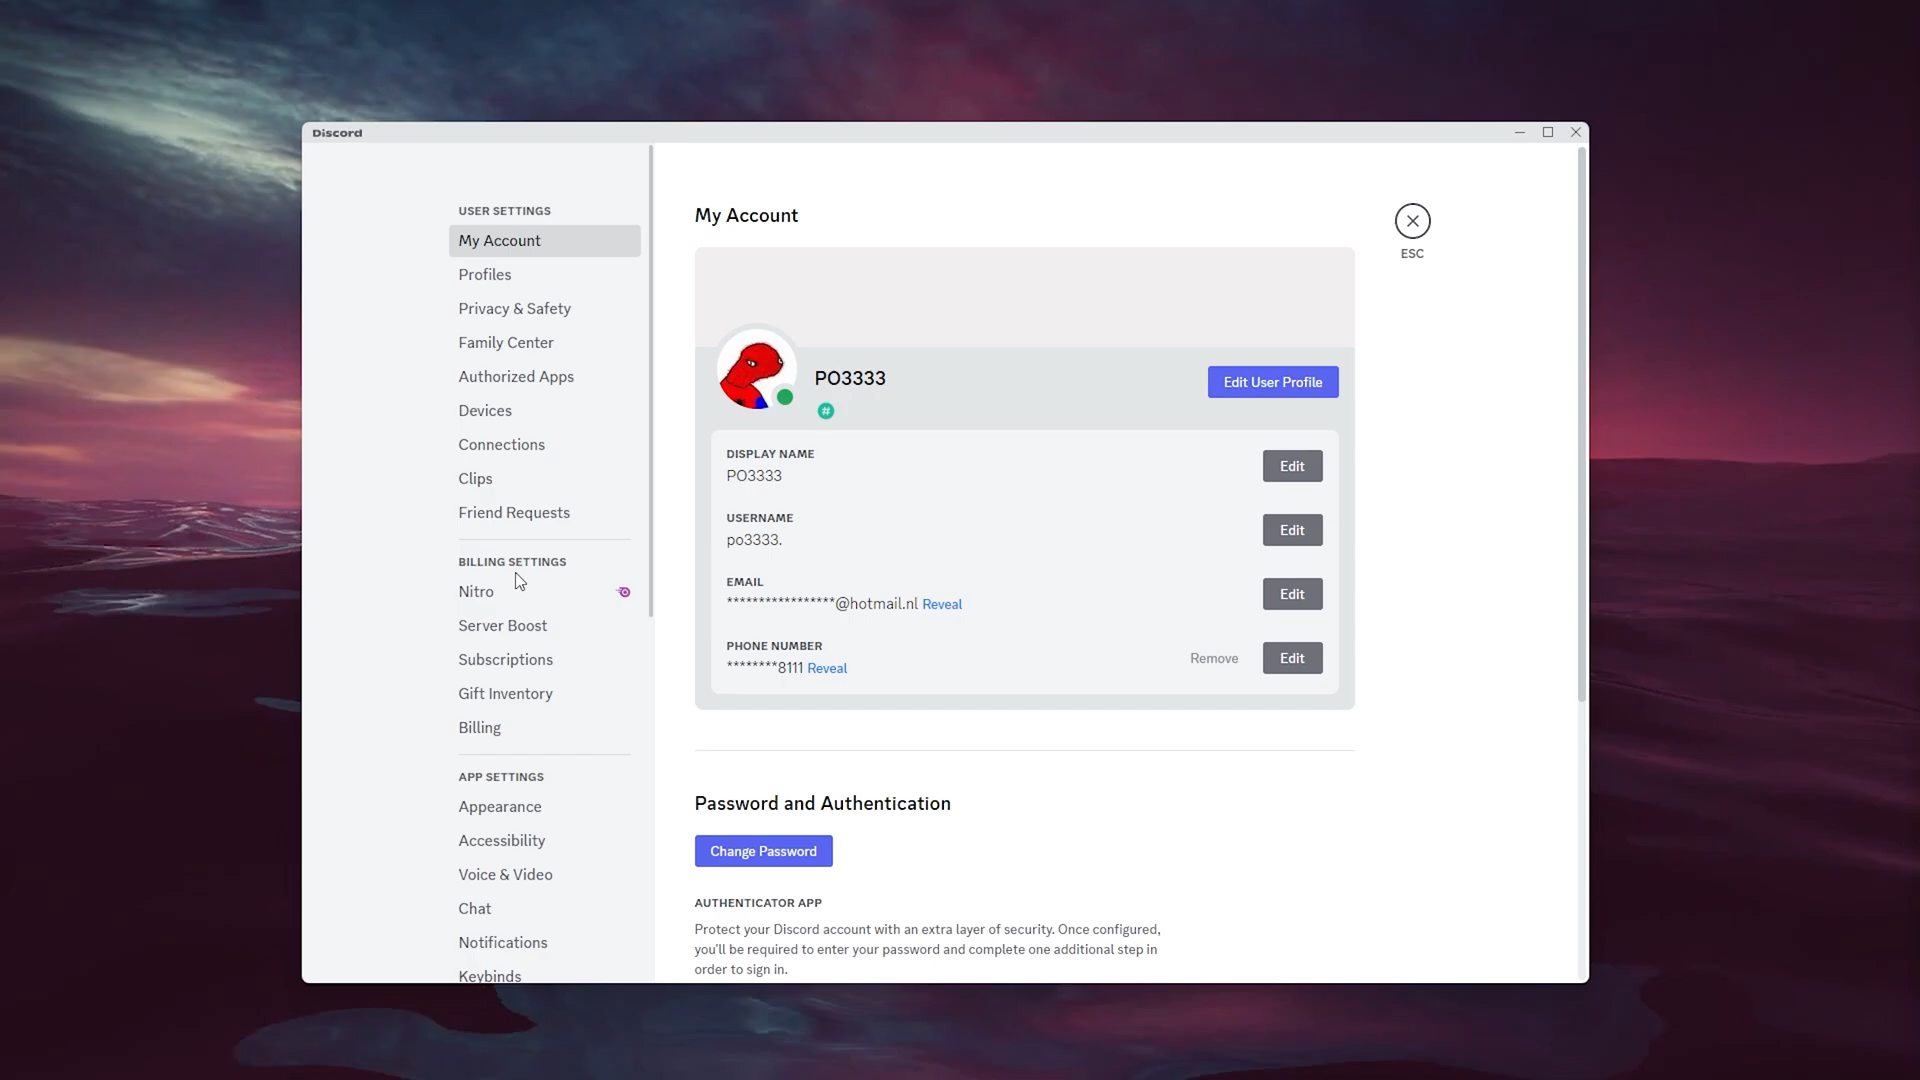 Discord
USER SETTINGS
My Account
Profiles
Privacy & Safety
Family Center
Authorized Apps
Devices
Connections
Clips
Friend Requests
BILLING SETTINGS
Nitro
Server Boost
Subscriptions
Gift Inventory
Billing
APP SETTINGS
Appearance
Accessibility
Voice & Video
Chat
Notifications
Keybinds
My Account
ESC
PO3333
#
Edit User Profile
DISPLAY NAME
PO3333
Edit
USERNAME
po3333.
Edit
EMAIL
*****************@hotmail.nl Reveal
Edit
PHONE NUMBER
********8111 Reveal
Remove
Edit
Password and Authentication
Change Password
AUTHENTICATOR APP
Protect your Discord account with an extra layer of security. Once configured,
you'll be required to enter your password and complete one additional step in
order to sign in.